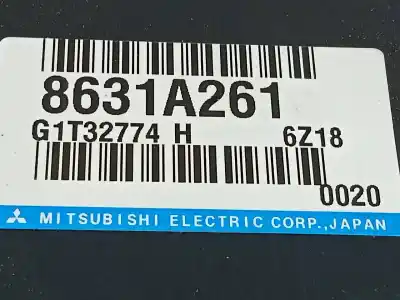 8631A261
G1T32774 H 6Z18
0020
MITSUBISHI ELECTRIC CORP.,JAPAN